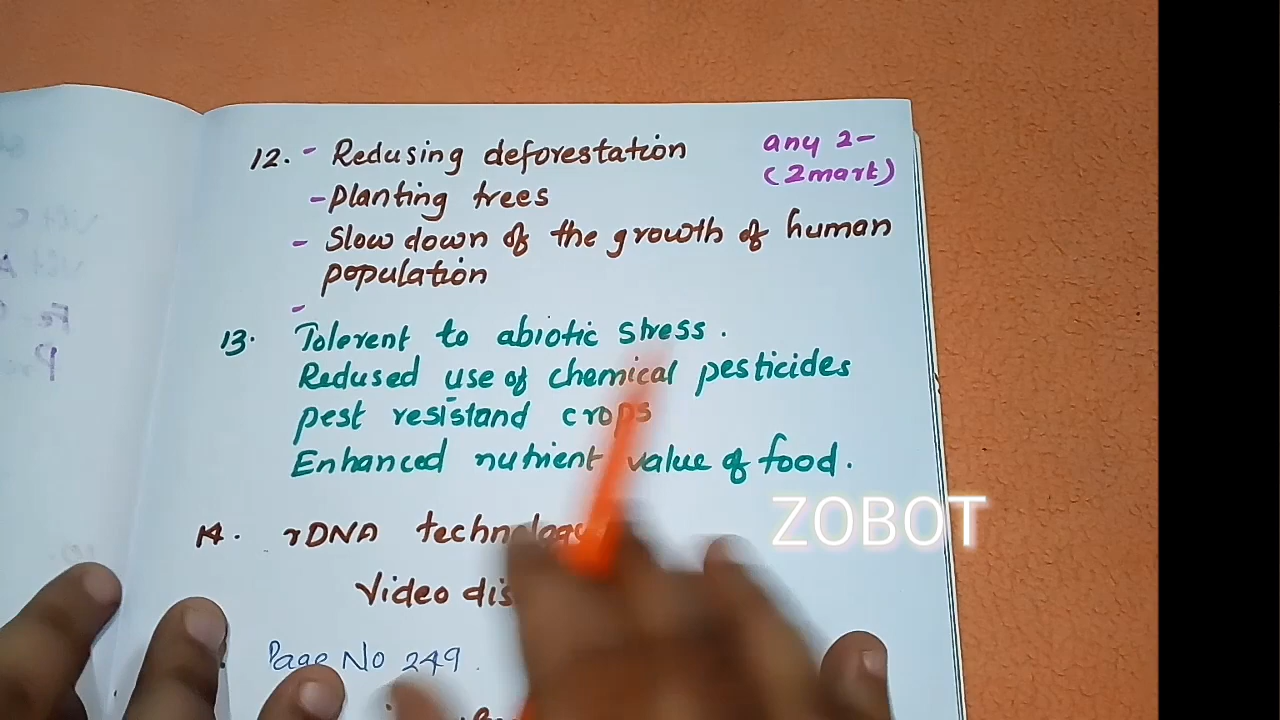 12. - Redusing deforestation any 2-
(2mark)
- Planting trees
- Slow down of the growth of human
population
-
13. Tolerent to abiotic stress.
Redused use of chemical pesticides
pest resistand crops
Enhanced nutrient value of food.
ZOBOT
14. rDNA technology
Video dis
Page No 249.